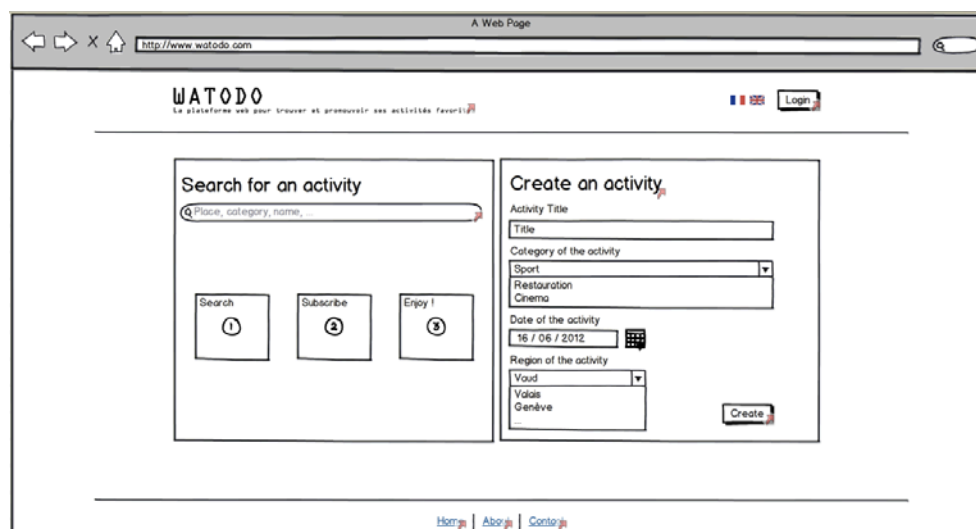 A Web Page
http://www.watodo.com
WATODO
La plateforme web pour trouver et promouvoir ses activités favorites
Login
Search for an activity
Place, category, name, ...
Search
1
Subscribe
2
Enjoy !
3
Create an activity
Activity Title
Title
Category of the activity
Sport
Restauration
Cinema
Date of the activity
16 / 06 / 2012
Region of the activity
Vaud
Valais
Genève
...
Create
Home | About | Contact